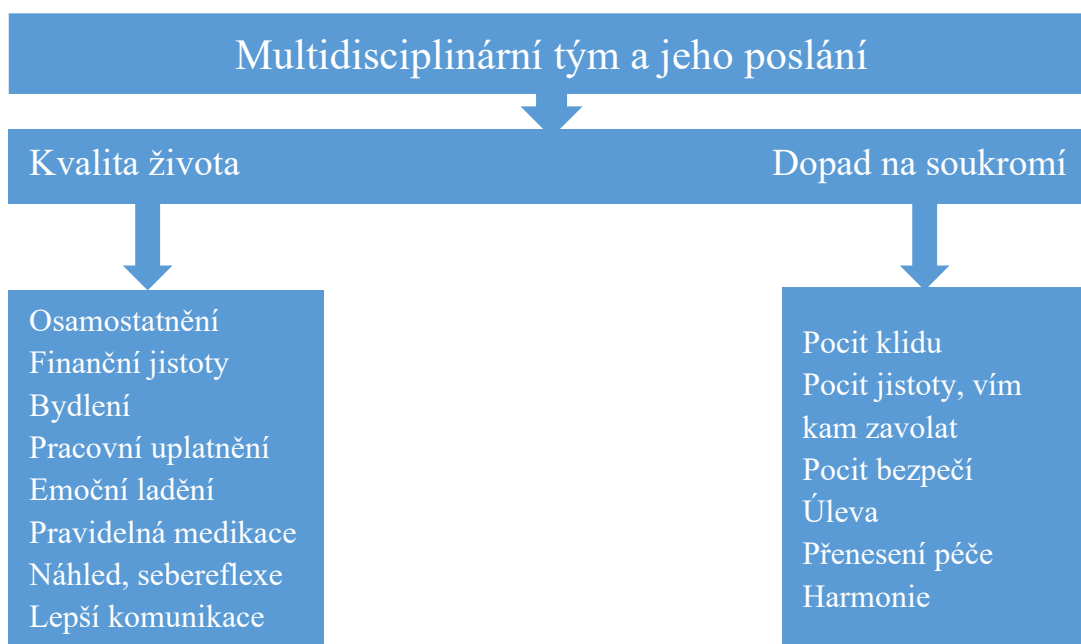 Multidisciplinární tým a jeho poslání
Kvalita života
Dopad na soukromí
Osamostatnění
Finanční jistoty
Bydlení
Pracovní uplatnění
Emoční ladění
Pravidelná medikace
Náhled, sebereflexe
Lepší komunikace
Pocit klidu
Pocit jistoty, vím
kam zavolat
Pocit bezpečí
Úleva
Přenesení péče
Harmonie